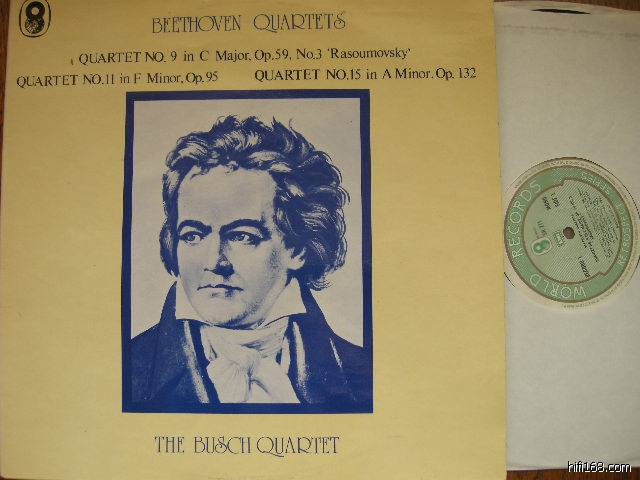 BEETHOVEN QUARTETS
QUARTET NO. 9 in C Major, Op.59, No.3 'Rasoumovsky'
QUARTET NO.11 in F Minor, Op.95
QUARTET NO.15 in A Minor. Op. 132
THE BUSCH QUARTET
WORLD RECORDS
hifi168.com